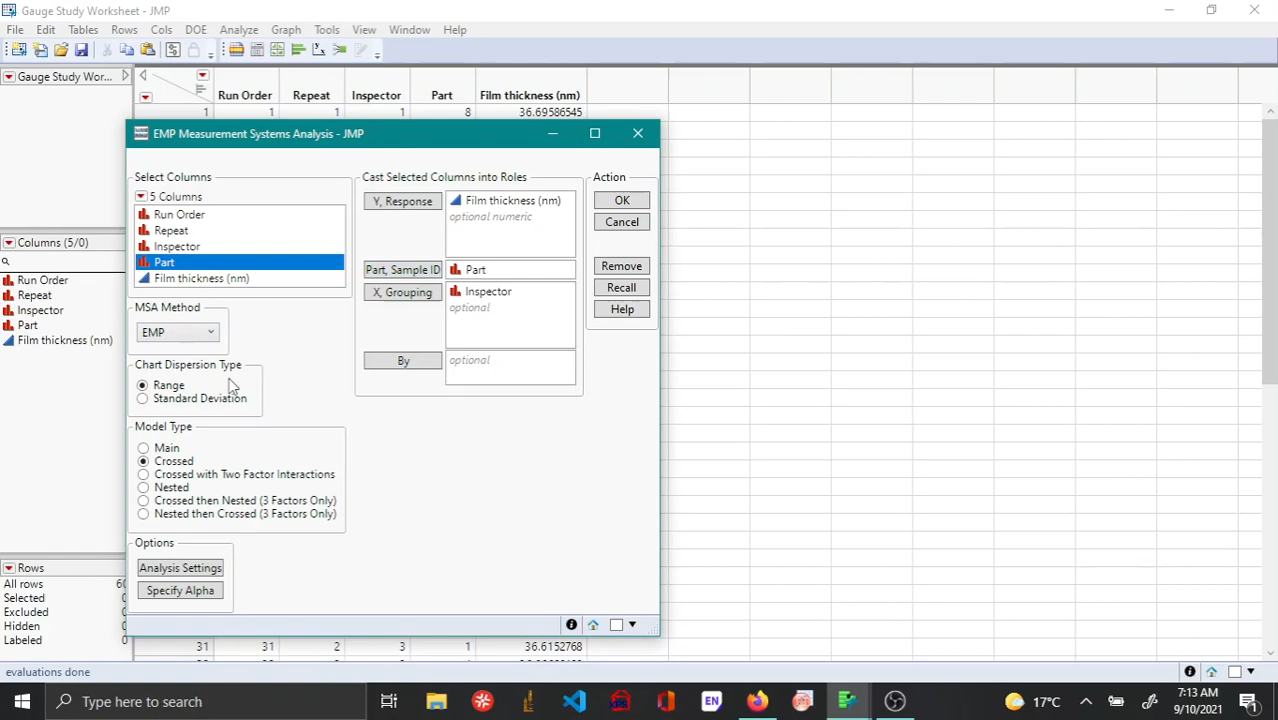 Gauge Study Worksheet - JMP
File Edit Tables Rows Cols DOE Analyze Graph Tools View Window Help
Gauge Study Wor...
Run Order Repeat Inspector Part Film thickness (nm)
1 1 1 1 8 36.69586545
EMP Measurement Systems Analysis - JMP
Select Columns
5 Columns
Run Order
Repeat
Inspector
Part
Film thickness (nm)
MSA Method
EMP
Chart Dispersion Type
Range
Standard Deviation
Model Type
Main
Crossed
Crossed with Two Factor Interactions
Nested
Crossed then Nested (3 Factors Only)
Nested then Crossed (3 Factors Only)
Options
Analysis Settings
Specify Alpha
Cast Selected Columns into Roles
Y, Response Film thickness (nm)
optional numeric
Part, Sample ID Part
X, Grouping Inspector
optional
By optional
Action
OK
Cancel
Remove
Recall
Help
Columns (5/0)
Run Order
Repeat
Inspector
Part
Film thickness (nm)
Rows
All rows 60
Selected 0
Excluded 0
Hidden 0
Labeled 0
31 31 2 3 1 36.6152768
evaluations done
Type here to search
EN
17°C
7:13 AM
9/10/2021
1